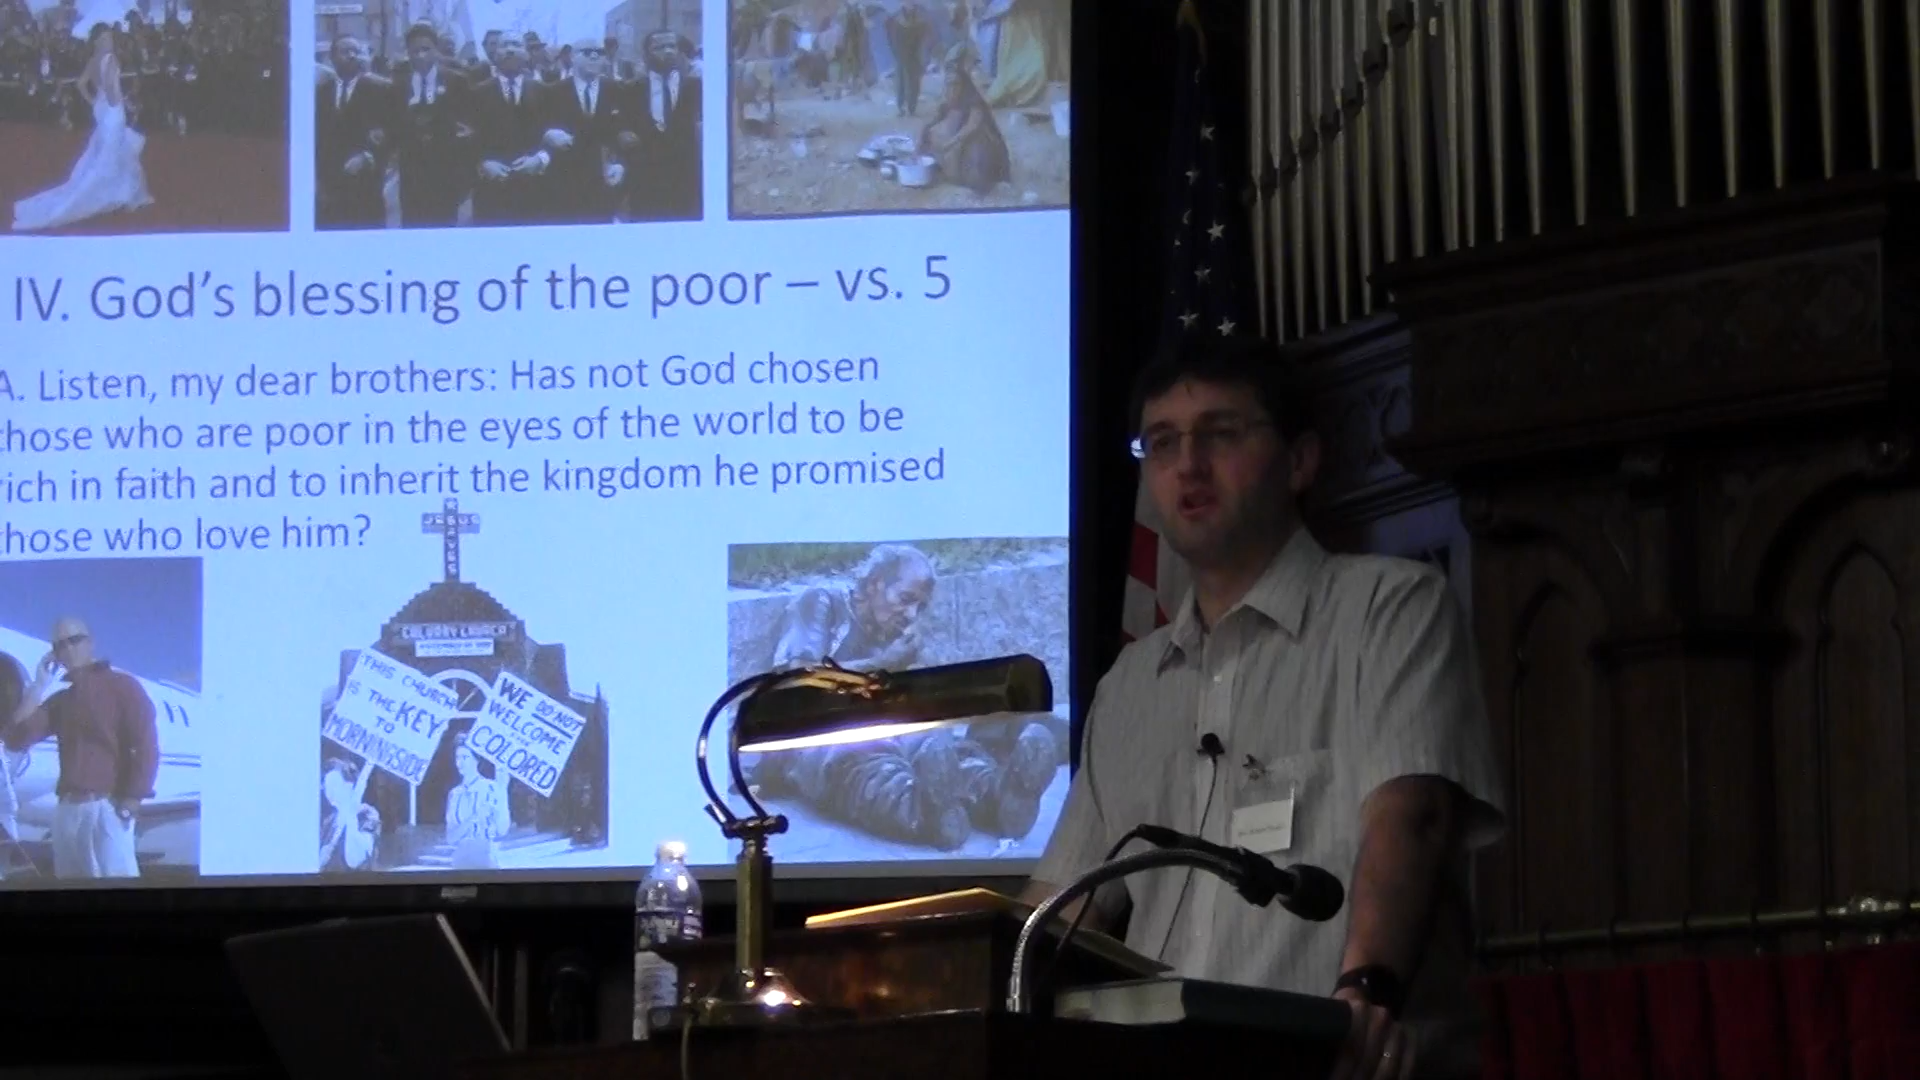 IV. God's blessing of the poor – vs. 5
A. Listen, my dear brothers: Has not God chosen
those who are poor in the eyes of the world to be
rich in faith and to inherit the kingdom he promised
those who love him?
JESUS
SAVES
CALVARY CHURCH
THIS CHURCH
IS THE KEY
TO
MORNINGSIDE
WE DO NOT
WELCOME
THE
COLORED